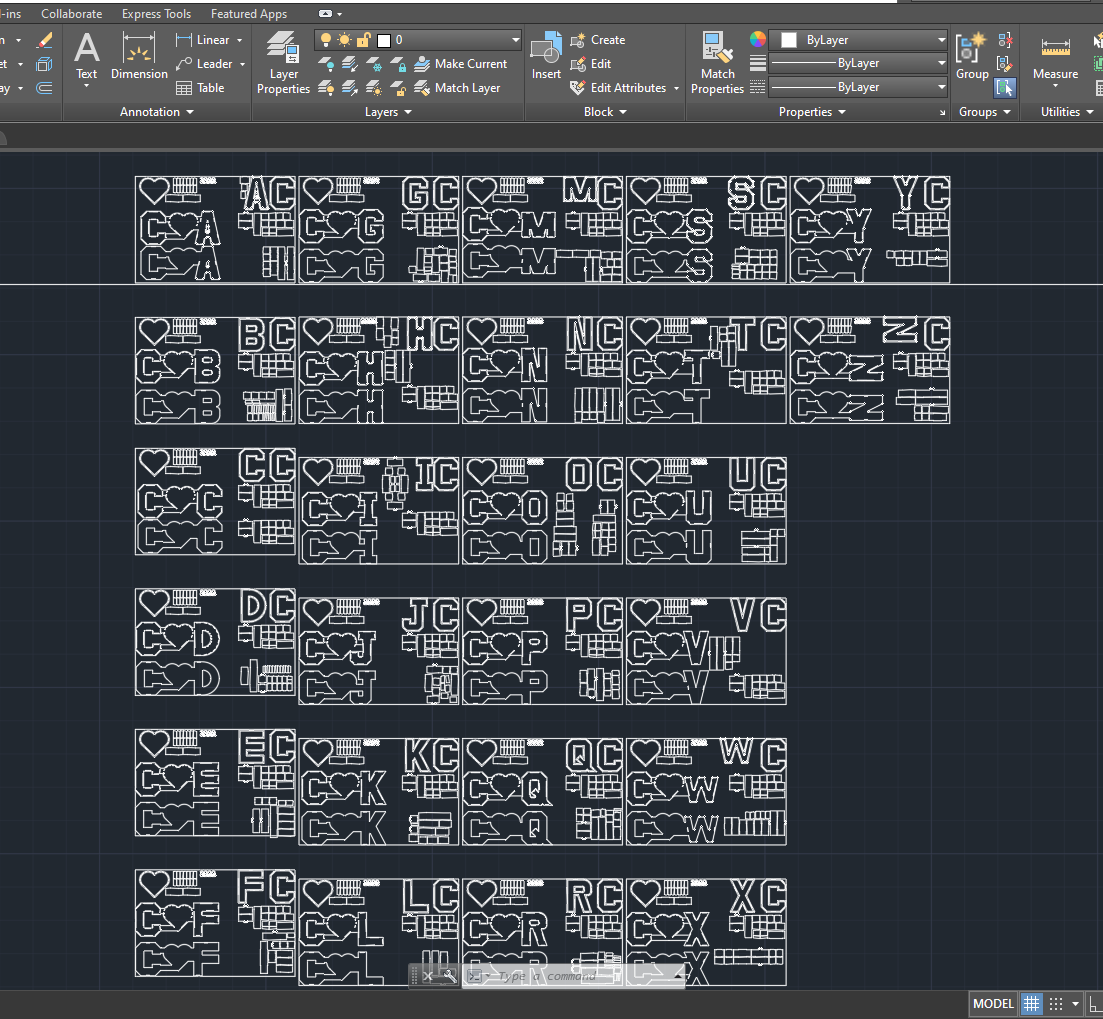 -ins Collaborate Express Tools Featured Apps
Text
Dimension
Linear
Leader
Table
Annotation
Layer
Properties
0
Make Current
Match Layer
Layers
Insert
Create
Edit
Edit Attributes
Block
Match
Properties
ByLayer
ByLayer
ByLayer
Properties
Group
Groups
Measure
Utilities
AC GC MC SC YC
C A C G C M C S C Y
C A C G C M C S C Y
BC HC NC TC ZC
C B C H C N C T C Z
C B C H C N C T C Z
CC IC OC UC
C C C I C O C U
C C C I C O C U
DC JC PC VC
C D C J C P C V
C D C J C P C V
EC KC QC WC
C E C K C Q C W
C E C K C Q C W
FC LC RC XC
C F C L C R C X
C F C L C R C X
Type a command
MODEL